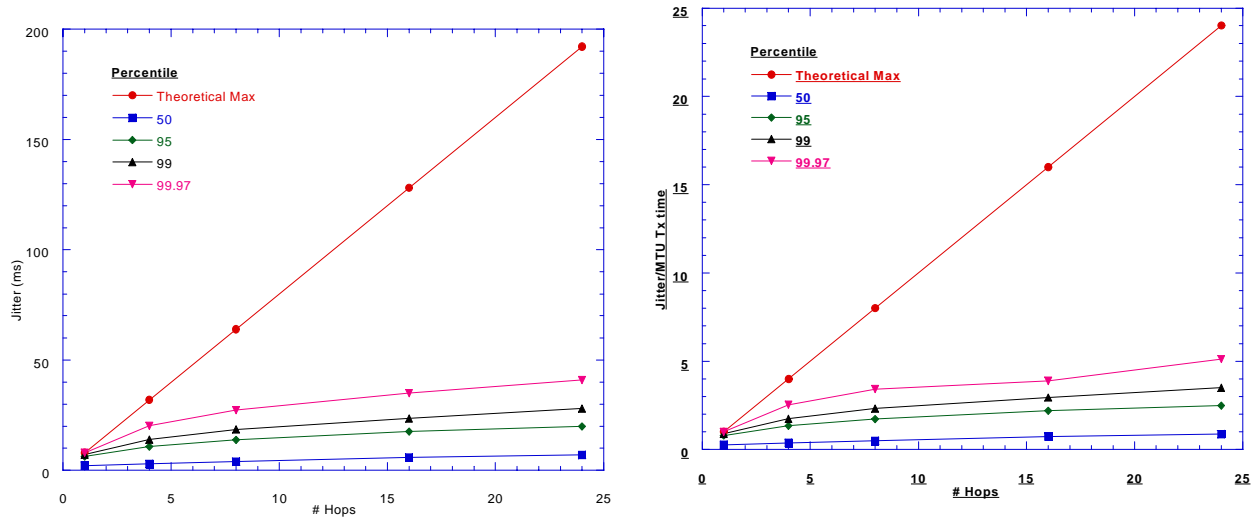 200
150
100
50
0
Jitter (ms)
Percentile
Theoretical Max
50
95
99
99.97
0 5 10 15 20 25
# Hops
25
20
15
10
5
0
Jitter/MTU Tx time
Percentile
Theoretical Max
50
95
99
99.97
0 5 10 15 20 25
# Hops